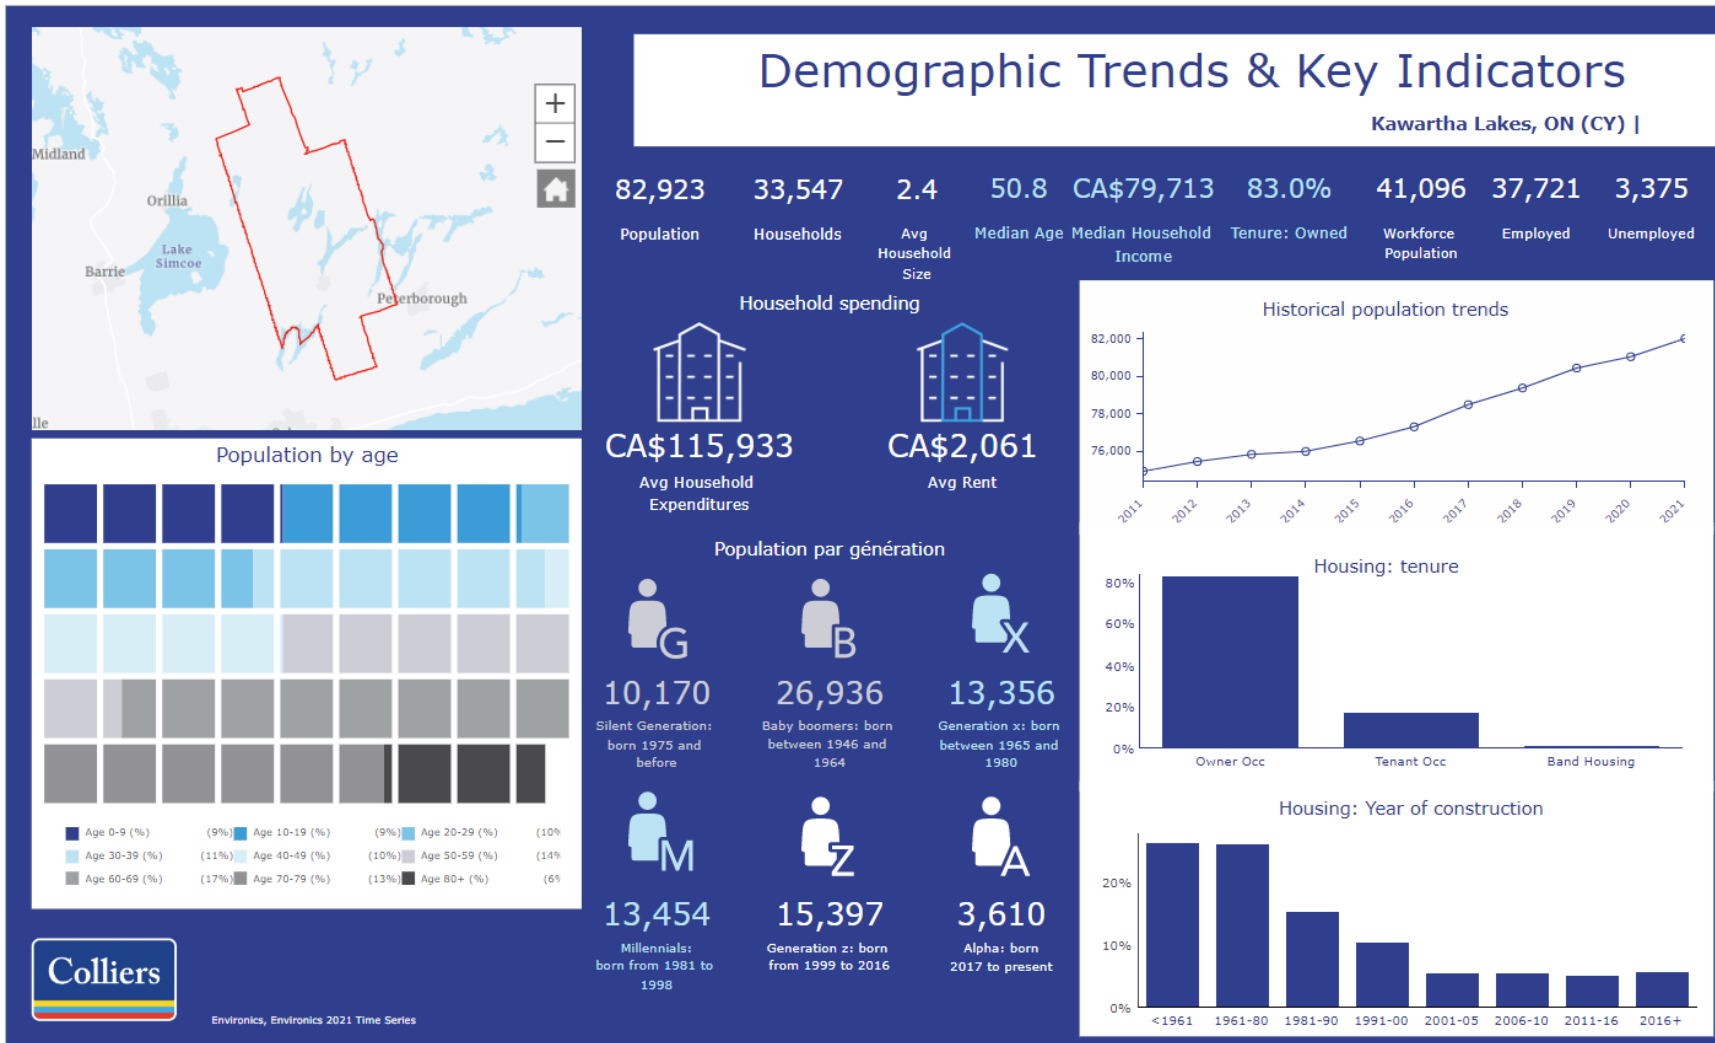 Demographic Trends & Key Indicators
Kawartha Lakes, ON (CY) |
+
−
Midland
Orillia
Lake
Simcoe
Barrie
Peterborough
lle
82,923
Population
33,547
Households
2.4
Avg
Household
Size
50.8
Median Age
CA$79,713
Median Household
Income
83.0%
Tenure: Owned
41,096
Workforce
Population
37,721
Employed
3,375
Unemployed
Household spending
CA$115,933
Avg Household
Expenditures
CA$2,061
Avg Rent
Historical population trends
82,000
80,000
78,000
76,000
2011 2012 2013 2014 2015 2016 2017 2018 2019 2020 2021
Population by age
Age 0-9 (%) (9%) Age 10-19 (%) (9%) Age 20-29 (%) (10%
Age 30-39 (%) (11%) Age 40-49 (%) (10%) Age 50-59 (%) (14%
Age 60-69 (%) (17%) Age 70-79 (%) (13%) Age 80+ (%) (6%
Population par génération
G
10,170
Silent Generation:
born 1975 and
before
B
26,936
Baby boomers: born
between 1946 and
1964
X
13,356
Generation x: born
between 1965 and
1980
M
13,454
Millennials:
born from 1981 to
1998
Z
15,397
Generation z: born
from 1999 to 2016
A
3,610
Alpha: born
2017 to present
Housing: tenure
80%
60%
40%
20%
0%
Owner Occ Tenant Occ Band Housing
Housing: Year of construction
20%
10%
0%
<1961 1961-80 1981-90 1991-00 2001-05 2006-10 2011-16 2016+
Colliers
Environics, Environics 2021 Time Series